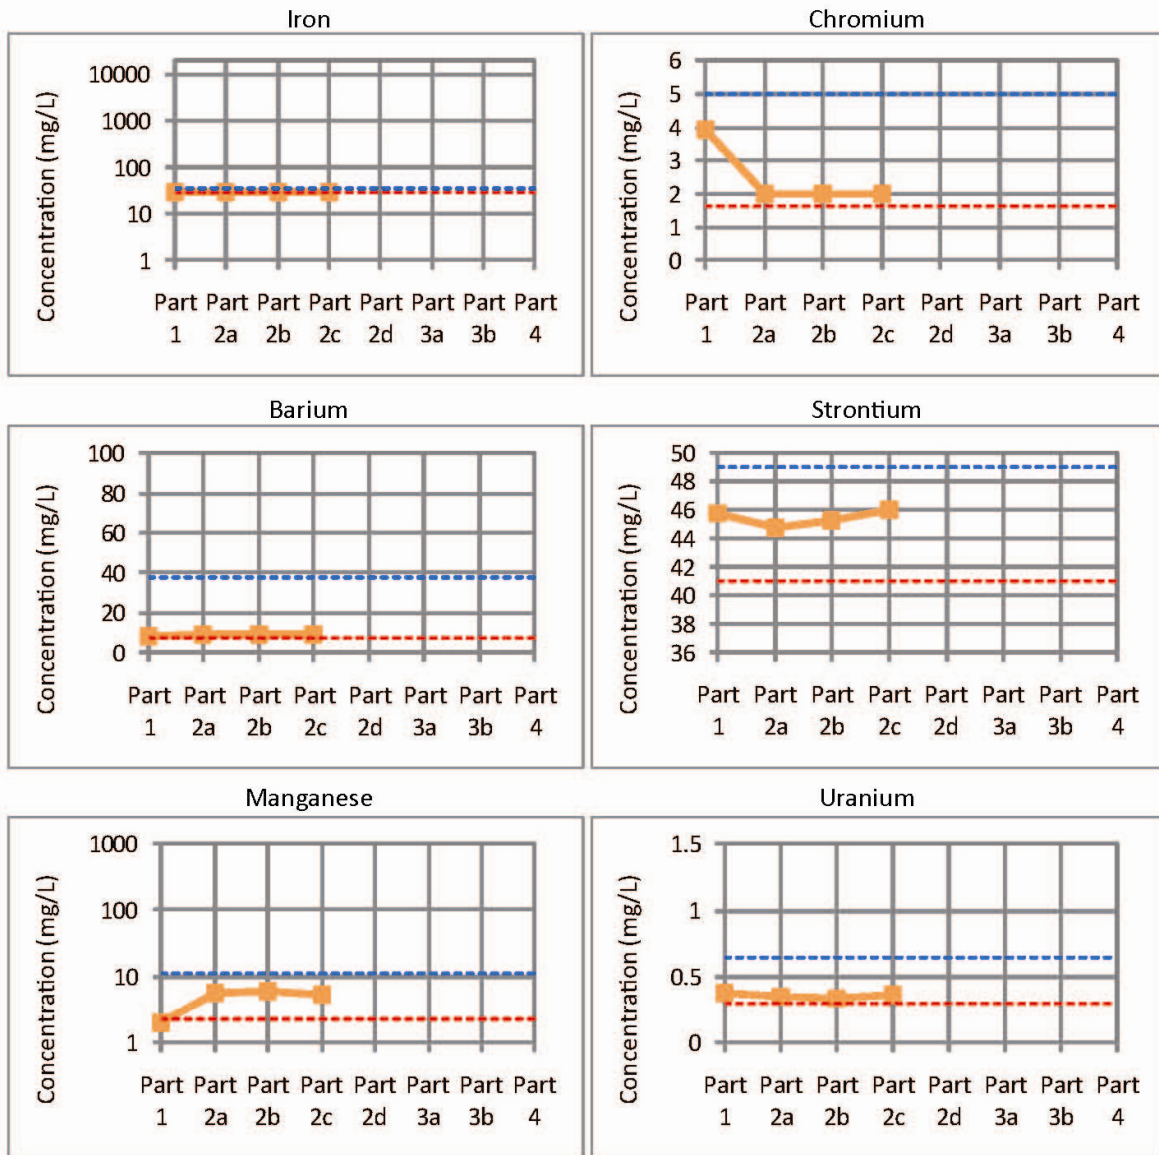 Iron
Concentration (mg/L)
10000
1000
100
10
1
Part Part Part Part Part Part Part Part
1 2a 2b 2c 2d 3a 3b 4
Chromium
Concentration (mg/L)
6
5
4
3
2
1
0
Part Part Part Part Part Part Part Part
1 2a 2b 2c 2d 3a 3b 4
Barium
Concentration (mg/L)
100
80
60
40
20
0
Part Part Part Part Part Part Part Part
1 2a 2b 2c 2d 3a 3b 4
Strontium
Concentration (mg/L)
50
48
46
44
42
40
38
36
Part Part Part Part Part Part Part Part
1 2a 2b 2c 2d 3a 3b 4
Manganese
Concentration (mg/L)
1000
100
10
1
Part Part Part Part Part Part Part Part
1 2a 2b 2c 2d 3a 3b 4
Uranium
Concentration (mg/L)
1.5
1
0.5
0
Part Part Part Part Part Part Part Part
1 2a 2b 2c 2d 3a 3b 4